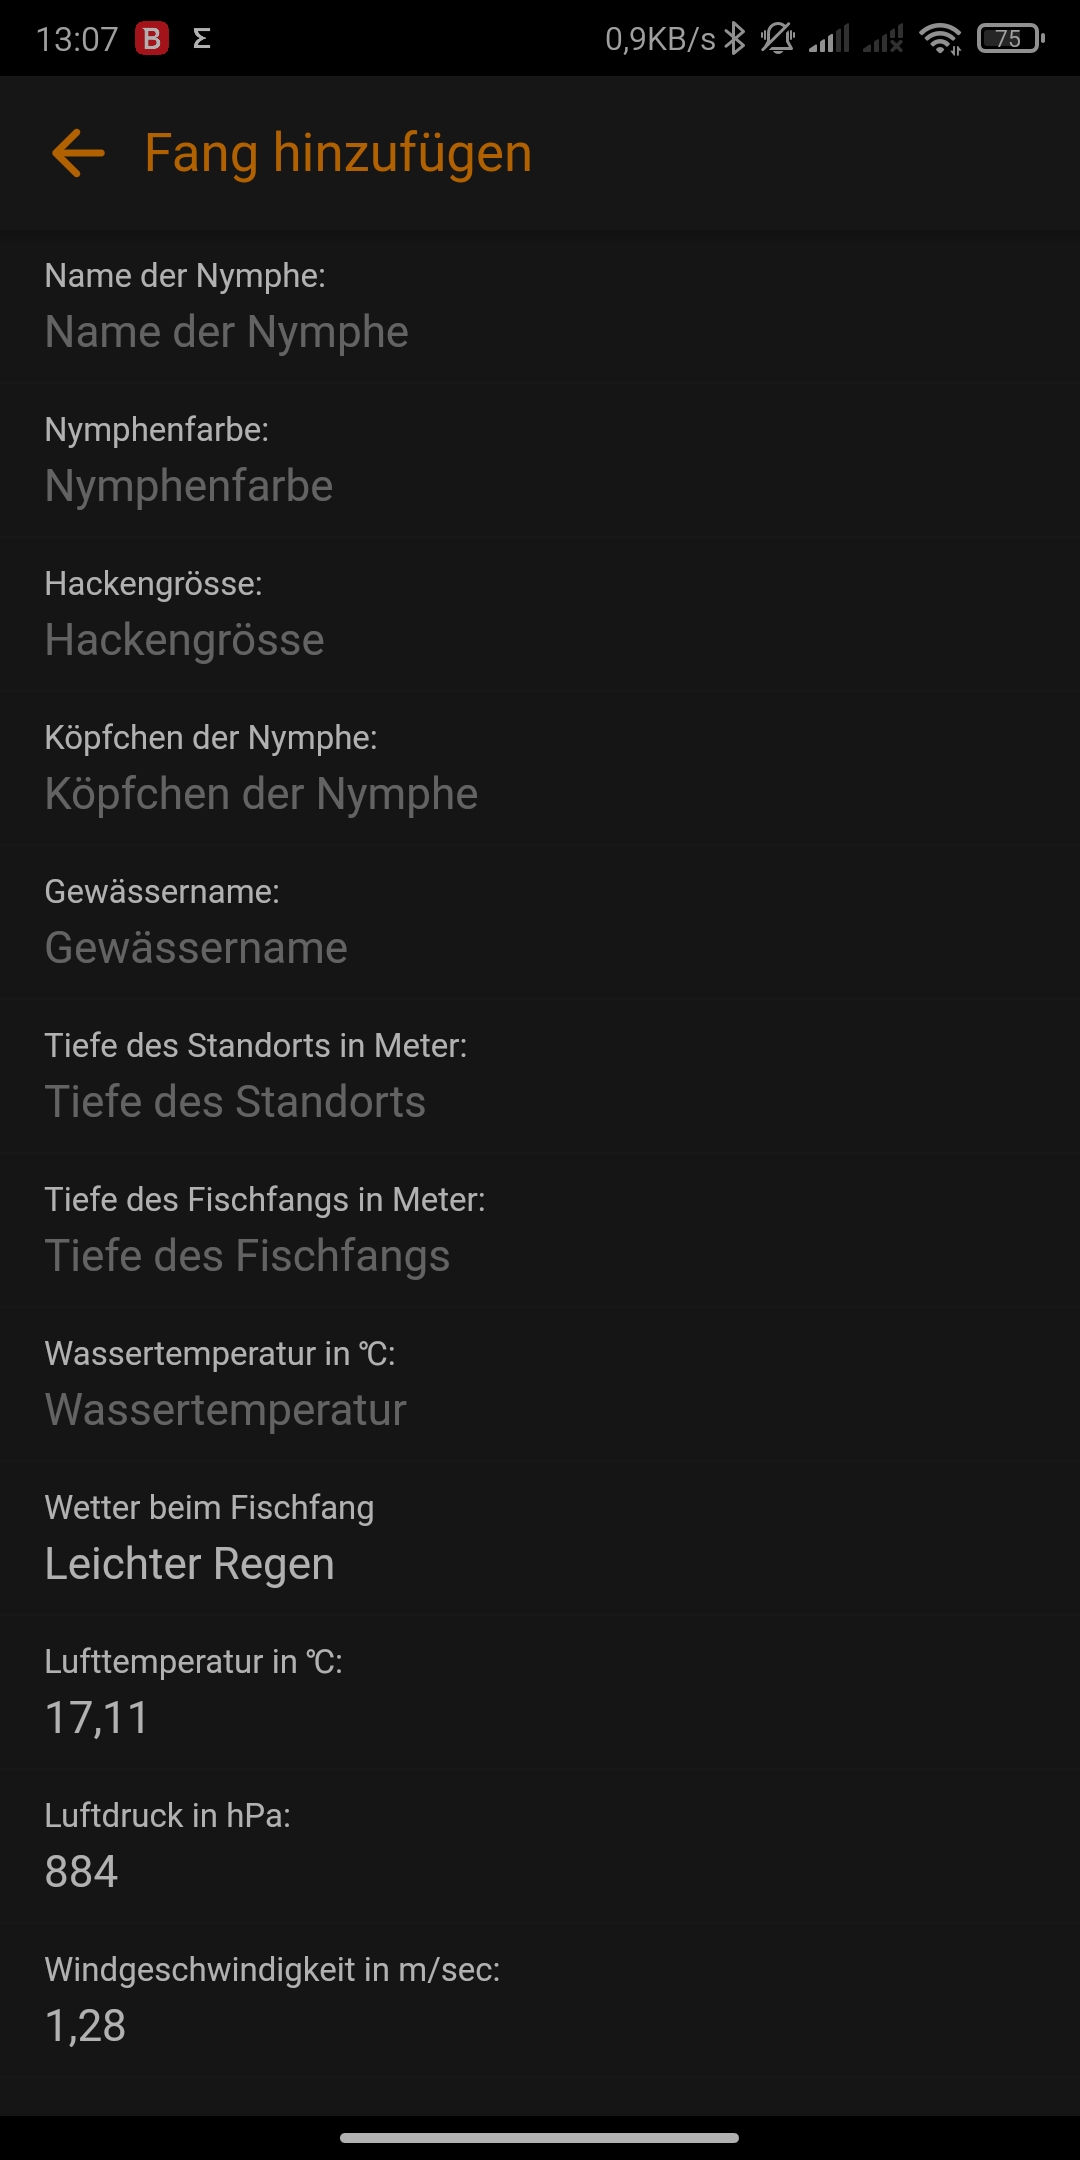 13:07 B Σ 0,9KB/s 75
Fang hinzufügen
Name der Nymphe:
Name der Nymphe
Nymphenfarbe:
Nymphenfarbe
Hackengrösse:
Hackengrösse
Köpfchen der Nymphe:
Köpfchen der Nymphe
Gewässername:
Gewässername
Tiefe des Standorts in Meter:
Tiefe des Standorts
Tiefe des Fischfangs in Meter:
Tiefe des Fischfangs
Wassertemperatur in ℃:
Wassertemperatur
Wetter beim Fischfang
Leichter Regen
Lufttemperatur in ℃:
17,11
Luftdruck in hPa:
884
Windgeschwindigkeit in m/sec:
1,28